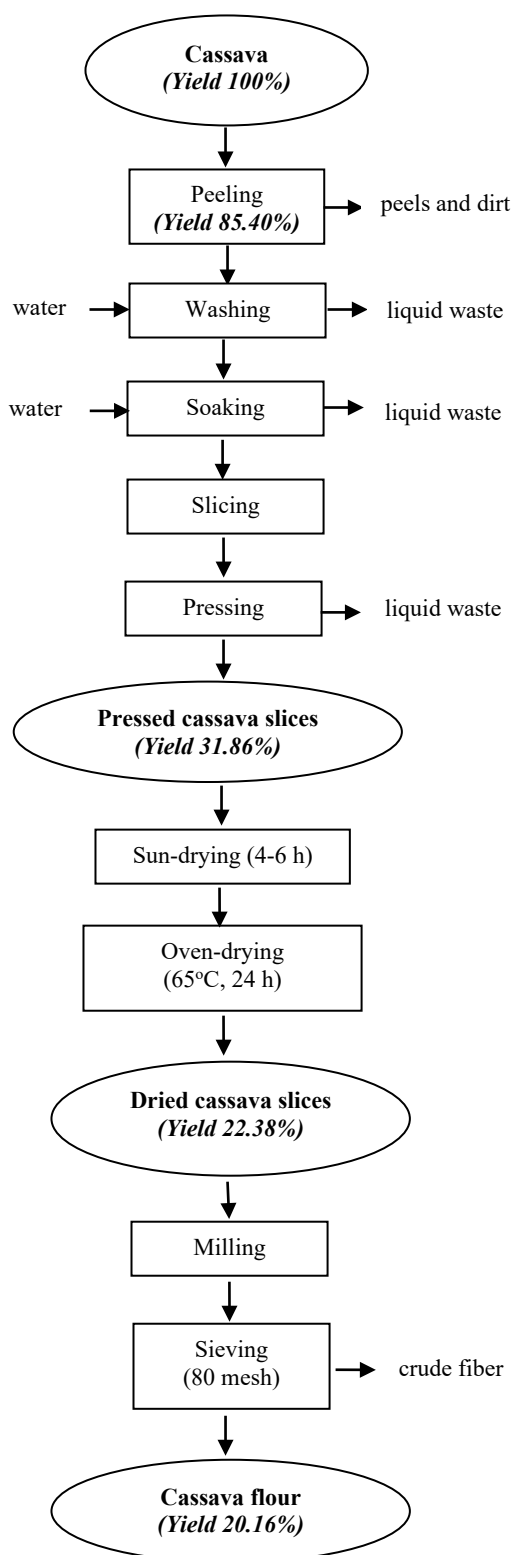 Cassava
(Yield 100%)
Peeling
(Yield 85.40%)
peels and dirt
water
Washing
liquid waste
water
Soaking
liquid waste
Slicing
Pressing
liquid waste
Pressed cassava slices
(Yield 31.86%)
Sun-drying (4-6 h)
Oven-drying
(65°C, 24 h)
Dried cassava slices
(Yield 22.38%)
Milling
Sieving
(80 mesh)
crude fiber
Cassava flour
(Yield 20.16%)